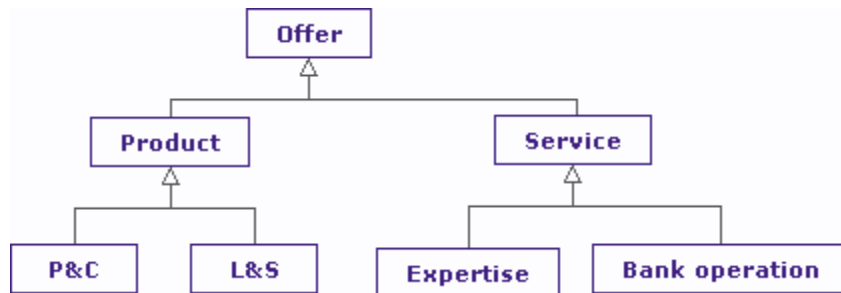 Offer
Product
Service
P&C
L&S
Expertise
Bank operation